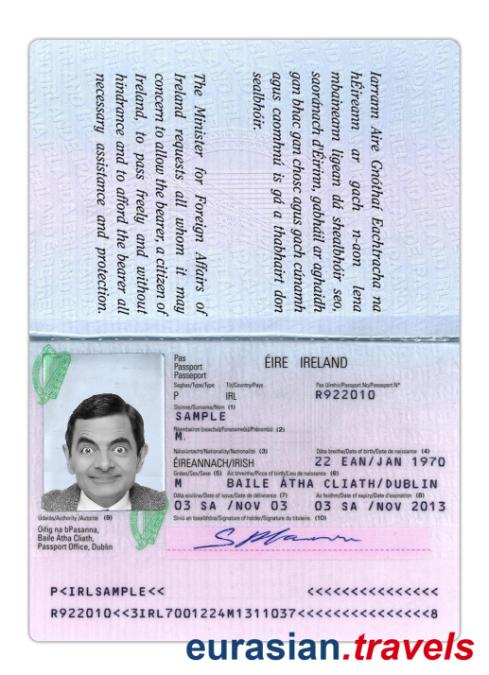 Iarrann Aire Gnóthaí Eachtracha na
hÉireann ar gach n-aon lena
mbaineann ligean dá shealbhóir seo,
saoránach d'Éirinn, gabháil ar aghaidh
gan bhac gan chosc agus gach cúnamh
agus caomhnú is gá a thabhairt don
sealbhóir.
The Minister for Foreign Affairs of
Ireland requests all whom it may
concern to allow the bearer, a citizen of
Ireland, to pass freely and without
hindrance and to afford the bearer all
necessary assistance and protection.
Pas
Passport
Passeport
ÉIRE IRELAND
Saghas/Type/Type Tír/Country/Pays Pas Uimhir/Passport No/Passeport N°
P IRL R922010
Sloinne/Surname/Nom (1)
SAMPLE
Réamhainm (neacha)/Forename(s)/Prénom(s) (2)
M.
Náisiúntacht/Nationality/Nationalité (3) Dáta breithe/Date of birth/Date de naissance (4)
ÉIREANNACH/IRISH 22 EAN/JAN 1970
Gnéas/Sex/Sexe (5) Áit bhreithe/Place of birth/Lieu de naissance (6)
M BAILE ÁTHA CLIATH/DUBLIN
Dáta eisiúna/Date of issue/Date de délivrance (7) As feidhm/Date of expiry/Date d'expiration (8)
03 SA /NOV 03 03 SA /NOV 2013
Údarás/Authority /Autorité (9) Síniú an tsealbhóra/Signature of holder/Signature du titulaire. (10)
Oifig na bPasanna,
Baile Átha Cliath,
Passport Office, Dublin
P<IRLSAMPLE<< <<<<<<<<<<<<<<<
R922010<<3IRL7001224M1311037<<<<<<<<<<<<<<<8
eurasian.travels